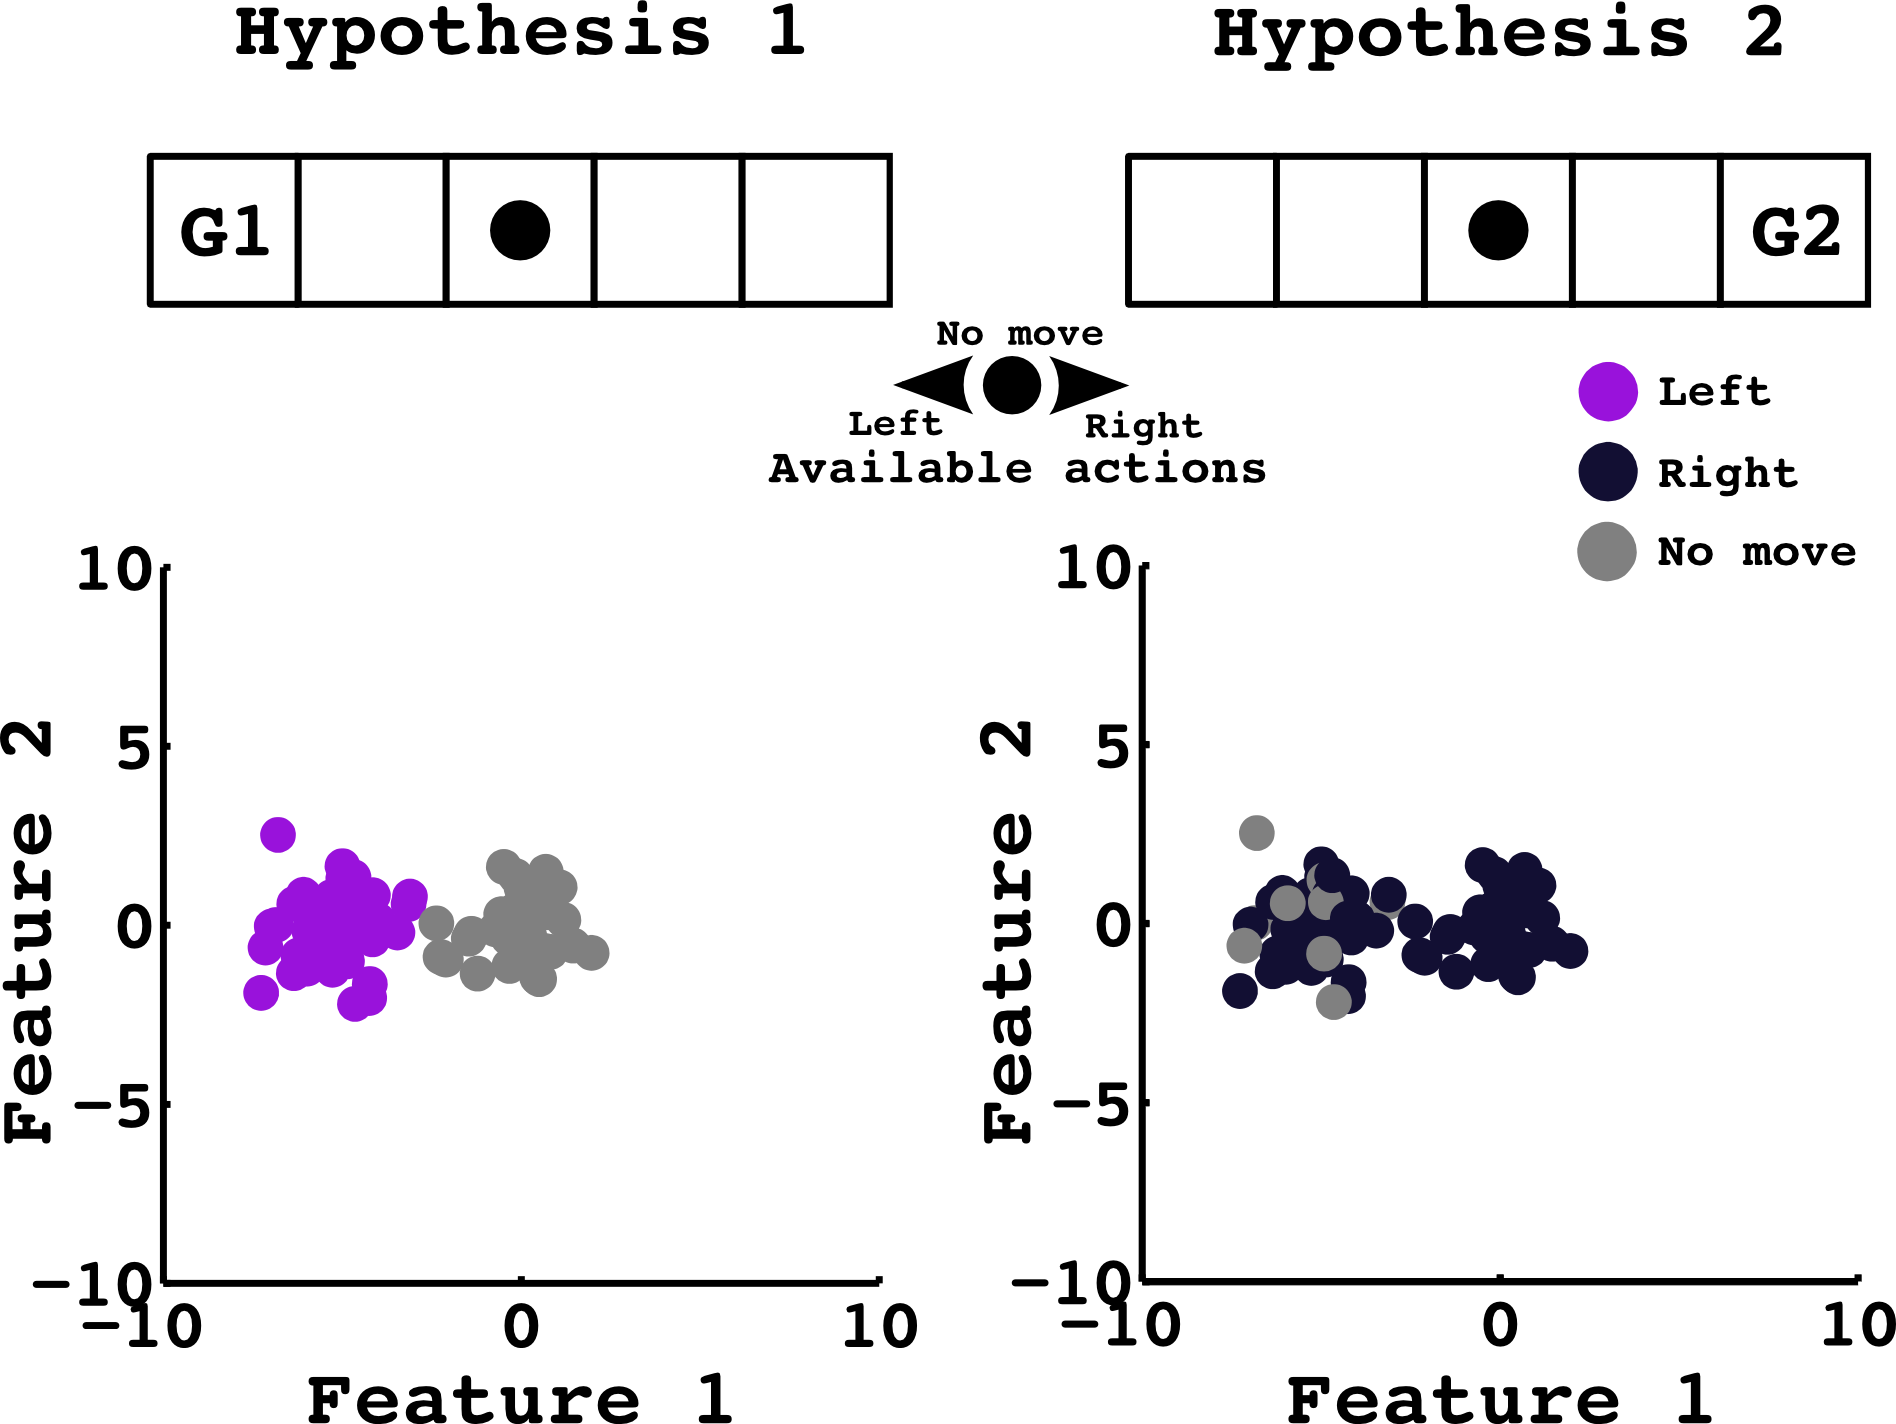 Hypothesis 1
Hypothesis 2
G1
G2
No move
Left
Right
Available actions
Left
Right
No move
10
5
0
−5
−10
−10
0
10
Feature 2
Feature 1
10
5
0
−5
−10
−10
0
10
Feature 2
Feature 1